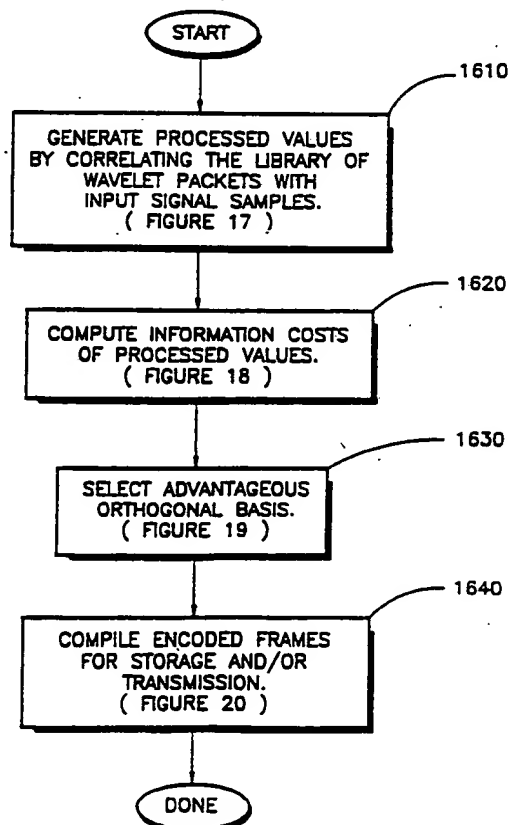 START
1610
GENERATE PROCESSED VALUES
BY CORRELATING THE LIBRARY OF
WAVELET PACKETS WITH
INPUT SIGNAL SAMPLES.
( FIGURE 17 )
1620
COMPUTE INFORMATION COSTS
OF PROCESSED VALUES.
( FIGURE 18 )
1630
SELECT ADVANTAGEOUS
ORTHOGONAL BASIS.
( FIGURE 19 )
1640
COMPILE ENCODED FRAMES
FOR STORAGE AND/OR
TRANSMISSION.
( FIGURE 20 )
DONE